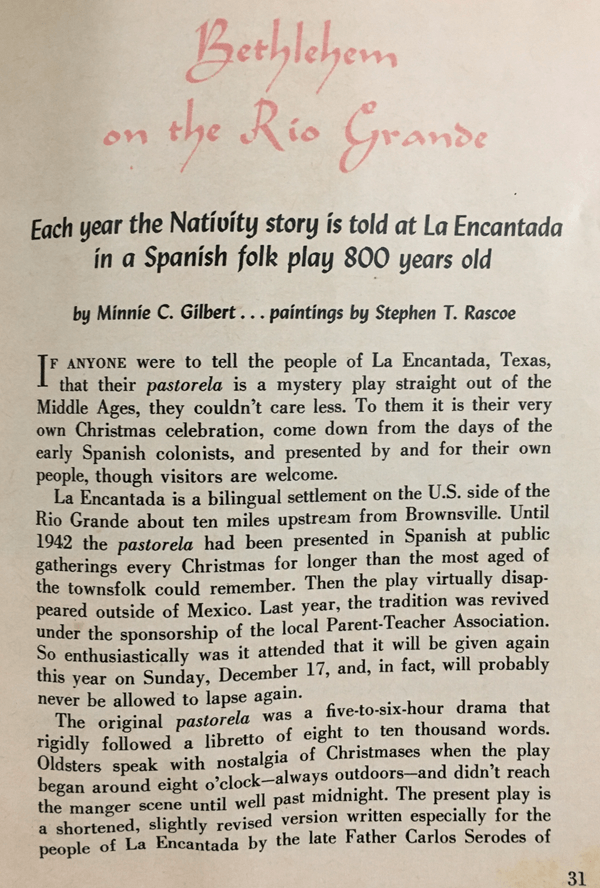 Bethlehem
on the Rio Grande
Each year the Nativity story is told at La Encantada
in a Spanish folk play 800 years old
by Minnie C. Gilbert . . . paintings by Stephen T. Rascoe
IF ANYONE were to tell the people of La Encantada, Texas,
that their pastorela is a mystery play straight out of the
Middle Ages, they couldn't care less. To them it is their very
own Christmas celebration, come down from the days of the
early Spanish colonists, and presented by and for their own
people, though visitors are welcome.
La Encantada is a bilingual settlement on the U.S. side of the
Rio Grande about ten miles upstream from Brownsville. Until
1942 the pastorela had been presented in Spanish at public
gatherings every Christmas for longer than the most aged of
the townsfolk could remember. Then the play virtually disap-
peared outside of Mexico. Last year, the tradition was revived
under the sponsorship of the local Parent-Teacher Association.
So enthusiastically was it attended that it will be given again
this year on Sunday, December 17, and, in fact, will probably
never be allowed to lapse again.
The original pastorela was a five-to-six-hour drama that
rigidly followed a libretto of eight to ten thousand words.
Oldsters speak with nostalgia of Christmases when the play
began around eight o'clock—always outdoors—and didn't reach
the manger scene until well past midnight. The present play is
a shortened, slightly revised version written especially for the
people of La Encantada by the late Father Carlos Serodes of
31